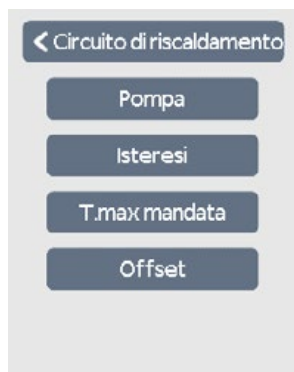 Circuito di riscaldamento
Pompa
Isteresi
T.max mandata
Offset